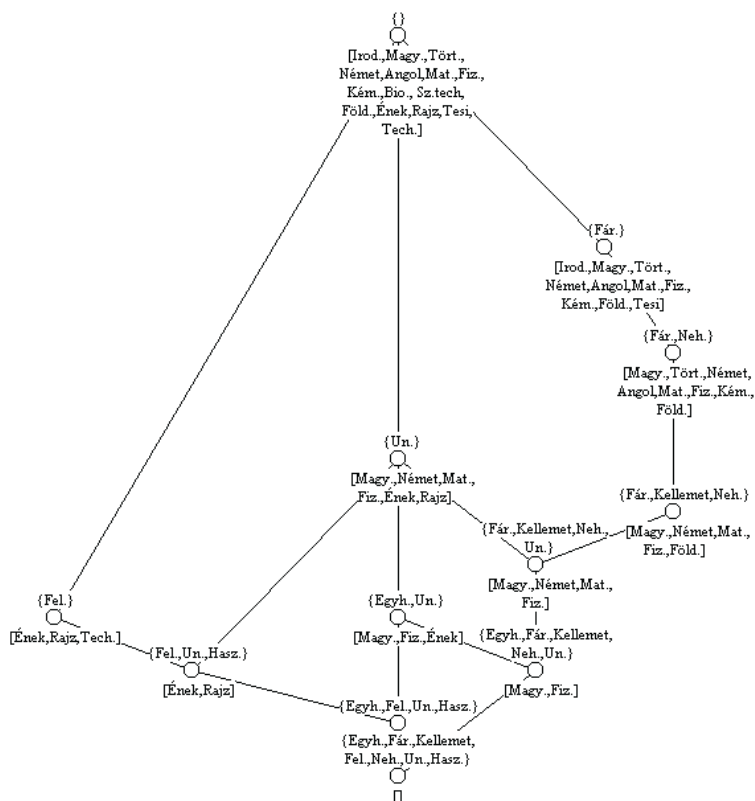 {}
[Irod.,Magy.,Tört.,
Német,Angol,Mat.,Fiz.,
Kém.,Bio., Sz.tech,
Föld.,Ének,Rajz,Tesi,
Tech.]
{Fár.}
[Irod.,Magy.,Tört.,
Német,Angol,Mat.,Fiz.,
Kém.,Föld.,Tesi]
{Fár.,Neh.}
[Magy.,Tört.,Német,
Angol,Mat.,Fiz.,Kém.,
Föld.]
{Un.}
[Magy.,Német,Mat.,
Fiz.,Ének,Rajz]
{Fár.,Kellemet,Neh.}
[Magy.,Német,Mat.,
Fiz.,Föld.]
{Fár.,Kellemet,Neh.,
Un.}
[Magy.,Német,Mat.,
Fiz.]
{Fel.}
[Ének,Rajz,Tech.]
{Egyh.,Un.}
[Magy.,Fiz.,Ének]
{Fel.,Un.,Hasz.}
[Ének,Rajz]
{Egyh.,Fár.,Kellemet,
Neh.,Un.}
[Magy.,Fiz.]
{Egyh.,Fel.,Un.,Hasz.}
{Egyh.,Fár.,Kellemet,
Fel.,Neh.,Un.,Hasz.}
[]